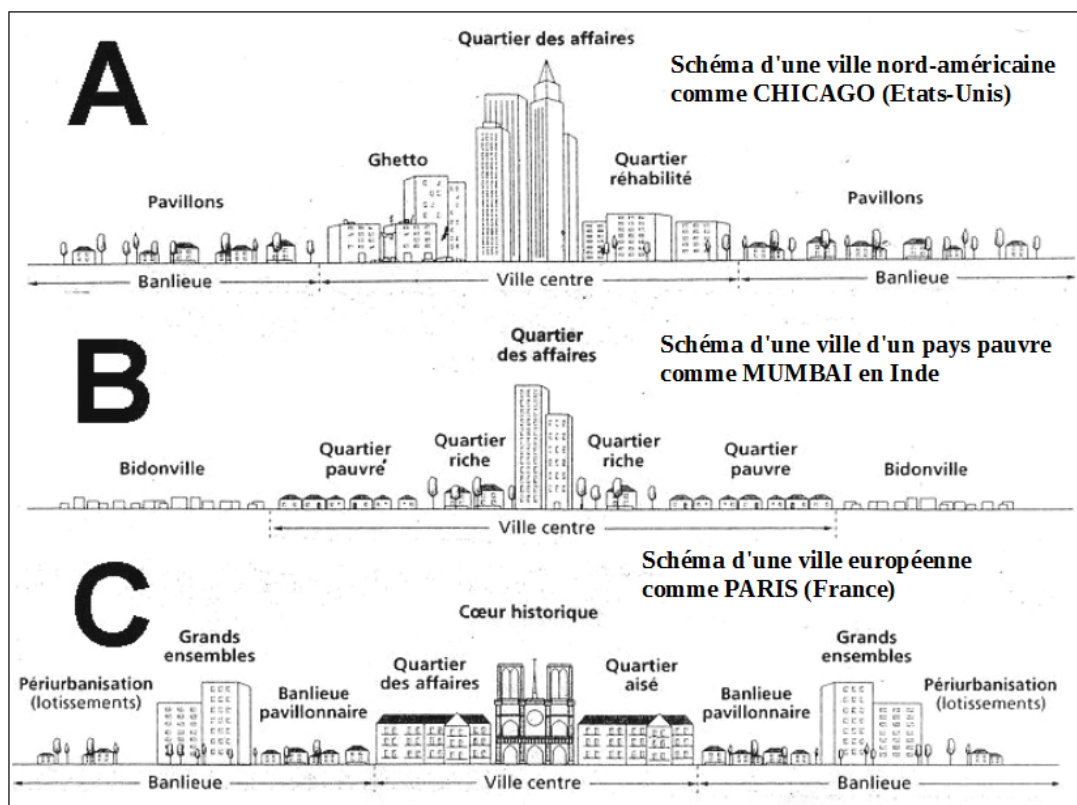 A
Quartier des affaires
Schéma d'une ville nord-américaine
comme CHICAGO (Etats-Unis)
Ghetto
Quartier
réhabilité
Pavillons
Pavillons
Banlieue
Ville centre
Banlieue
B
Quartier
des affaires
Schéma d'une ville d'un pays pauvre
comme MUMBAI en Inde
Bidonville
Quartier
pauvre
Quartier
riche
Quartier
riche
Quartier
pauvre
Bidonville
Ville centre
C
Schéma d'une ville européenne
comme PARIS (France)
Cœur historique
Périurbanisation
(lotissements)
Grands
ensembles
Banlieue
pavillonnaire
Quartier
des affaires
Quartier
aisé
Banlieue
pavillonnaire
Grands
ensembles
Périurbanisation
(lotissements)
Banlieue
Ville centre
Banlieue